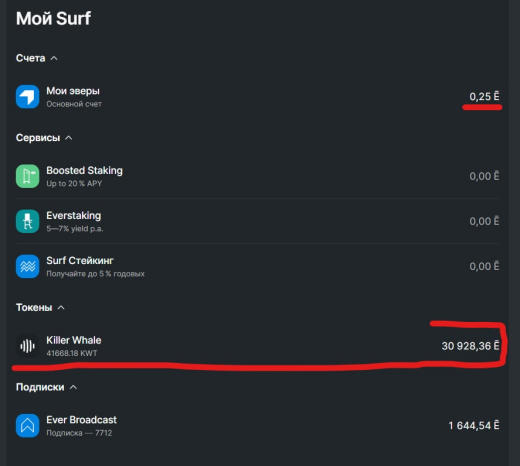 Мой Surf
Счета
Мои эверы
Основной счет
0,25 Ē
Сервисы
Boosted Staking
Up to 20 % APY
0,00 Ē
Everstaking
5—7% yield p.a.
0,00 Ē
Surf Стейкинг
Получайте до 5 % годовых
0,00 Ē
Токены
Killer Whale
41668.18 KWT
30 928,36 Ē
Подписки
Ever Broadcast
Подписка — 7712
1 644,54 Ē